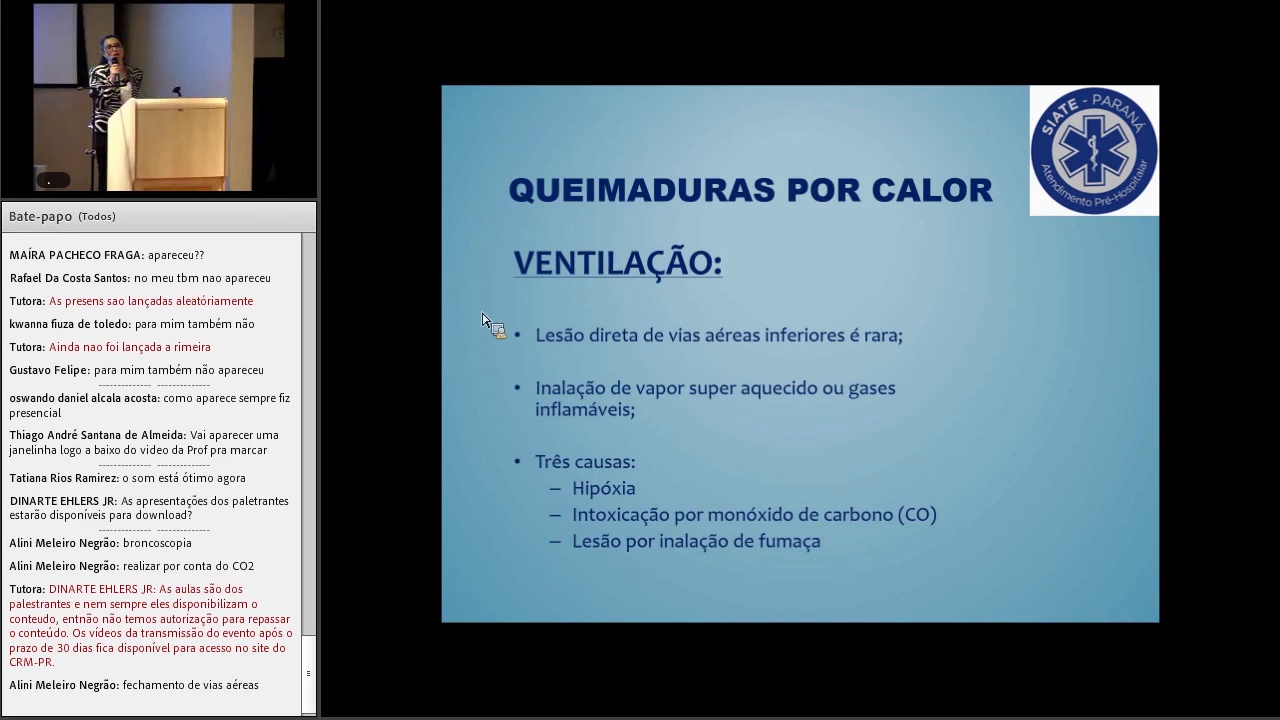 Bate-papo (Todos)
MAÍRA PACHECO FRAGA: apareceu??
Rafael Da Costa Santos: no meu tbm nao apareceu
Tutora: As presens sao lançadas aleatóriamente
kwanna fiuza de toledo: para mim também não
Tutora: Ainda nao foi lançada a rimeira
Gustavo Felipe: para mim também não apareceu
-------------- --------------
oswando daniel alcala acosta: como aparece sempre fiz
presencial
Thiago André Santana de Almeida: Vai aparecer uma
janelinha logo a baixo do video da Prof pra marcar
-------------- --------------
Tatiana Rios Ramirez: o som está ótimo agora
DINARTE EHLERS JR: As apresentações dos paletrantes
estarão disponíveis para download?
-------------- --------------
Alini Meleiro Negrão: broncoscopia
Alini Meleiro Negrão: realizar por conta do CO2
Tutora: DINARTE EHLERS JR: As aulas são dos
palestrantes e nem sempre eles disponibilizam o
conteudo, entnão não temos autorização para repassar
o conteúdo. Os vídeos da transmissão do evento após o
prazo de 30 dias fica disponível para acesso no site do
CRM-PR.
Alini Meleiro Negrão: fechamento de vias aéreas
SIATE - PARANÁ
Atendimento Pré-Hospitalar
QUEIMADURAS POR CALOR
VENTILAÇÃO:
• Lesão direta de vias aéreas inferiores é rara;
• Inalação de vapor super aquecido ou gases
inflamáveis;
• Três causas:
– Hipóxia
– Intoxicação por monóxido de carbono (CO)
– Lesão por inalação de fumaça